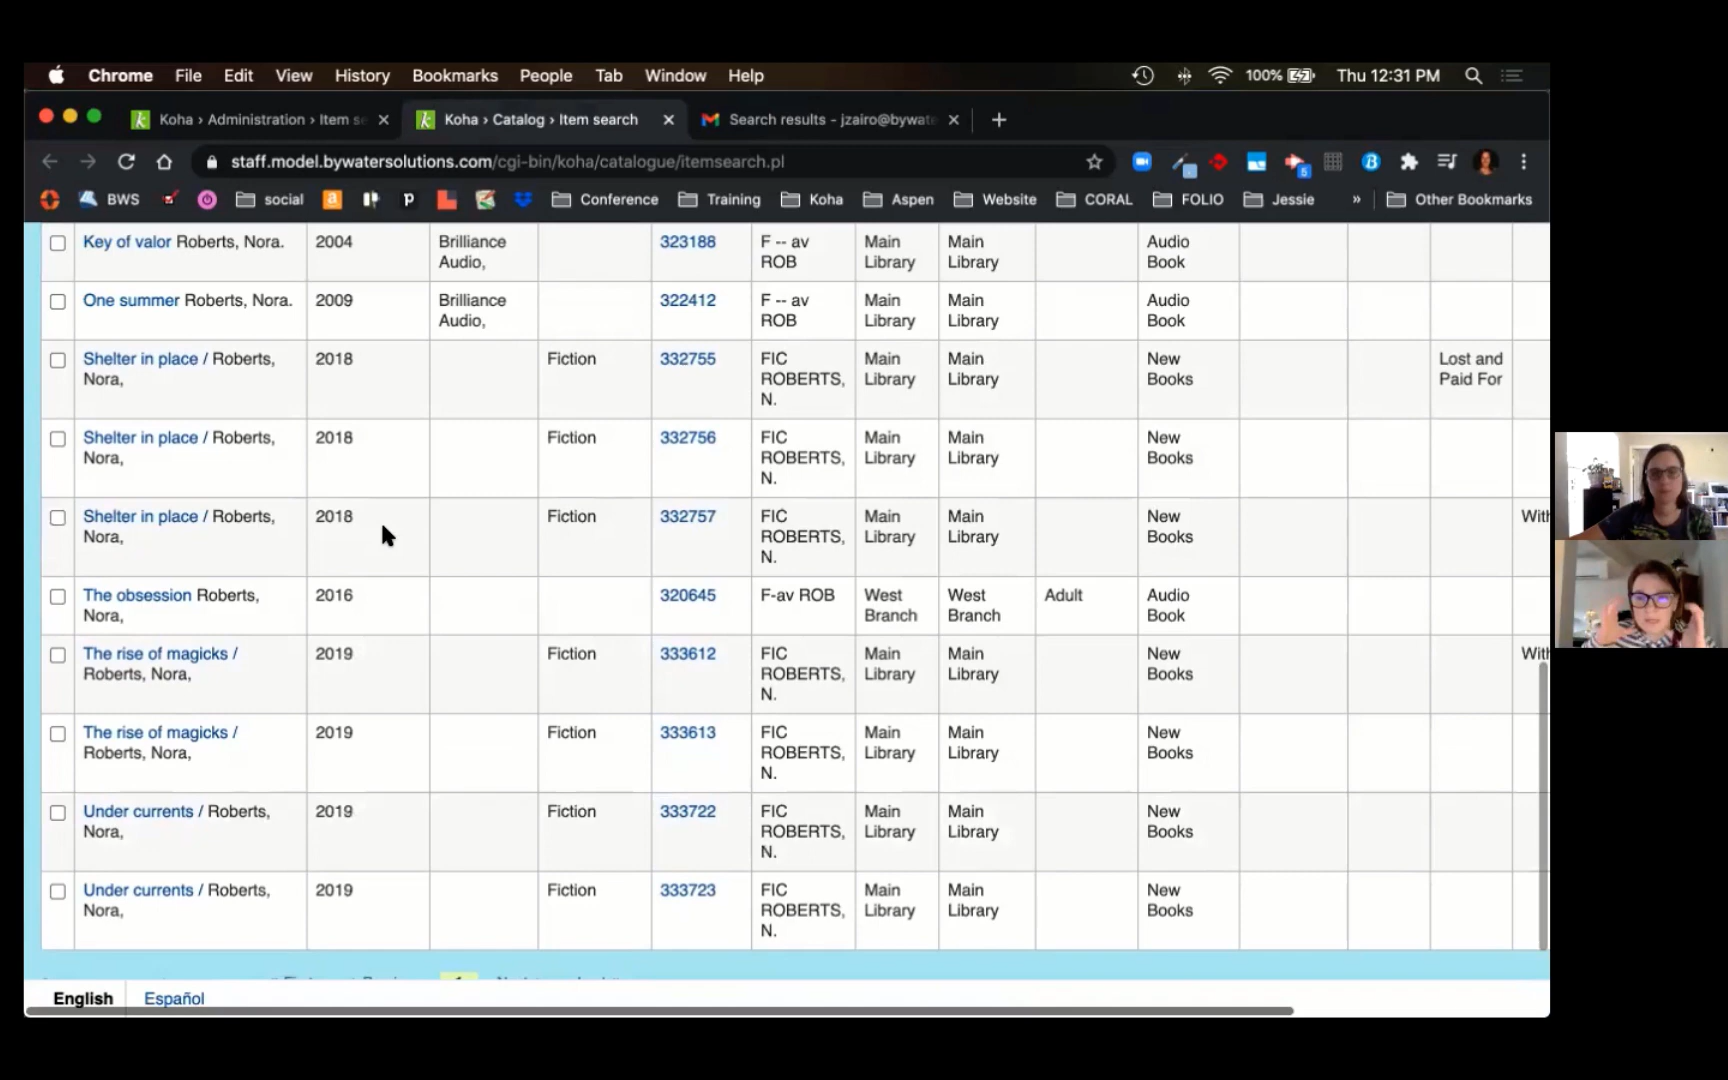 Chrome File Edit View History Bookmarks People Tab Window Help 100% Thu 12:31 PM
Koha › Administration › Item se Koha › Catalog › Item search Search results - jzairo@bywate
staff.model.bywatersolutions.com/cgi-bin/koha/catalogue/itemsearch.pl
BWS social Conference Training Koha Aspen Website CORAL FOLIO Jessie » Other Bookmarks
Key of valor Roberts, Nora. 2004 Brilliance Audio, 323188 F -- av ROB Main Library Main Library Audio Book
One summer Roberts, Nora. 2009 Brilliance Audio, 322412 F -- av ROB Main Library Main Library Audio Book
Shelter in place / Roberts, Nora, 2018 Fiction 332755 FIC ROBERTS, N. Main Library Main Library New Books Lost and Paid For
Shelter in place / Roberts, Nora, 2018 Fiction 332756 FIC ROBERTS, N. Main Library Main Library New Books
Shelter in place / Roberts, Nora, 2018 Fiction 332757 FIC ROBERTS, N. Main Library Main Library New Books With
The obsession Roberts, Nora, 2016 320645 F-av ROB West Branch West Branch Adult Audio Book
The rise of magicks / Roberts, Nora, 2019 Fiction 333612 FIC ROBERTS, N. Main Library Main Library New Books With
The rise of magicks / Roberts, Nora, 2019 Fiction 333613 FIC ROBERTS, N. Main Library Main Library New Books
Under currents / Roberts, Nora, 2019 Fiction 333722 FIC ROBERTS, N. Main Library Main Library New Books
Under currents / Roberts, Nora, 2019 Fiction 333723 FIC ROBERTS, N. Main Library Main Library New Books
English Español